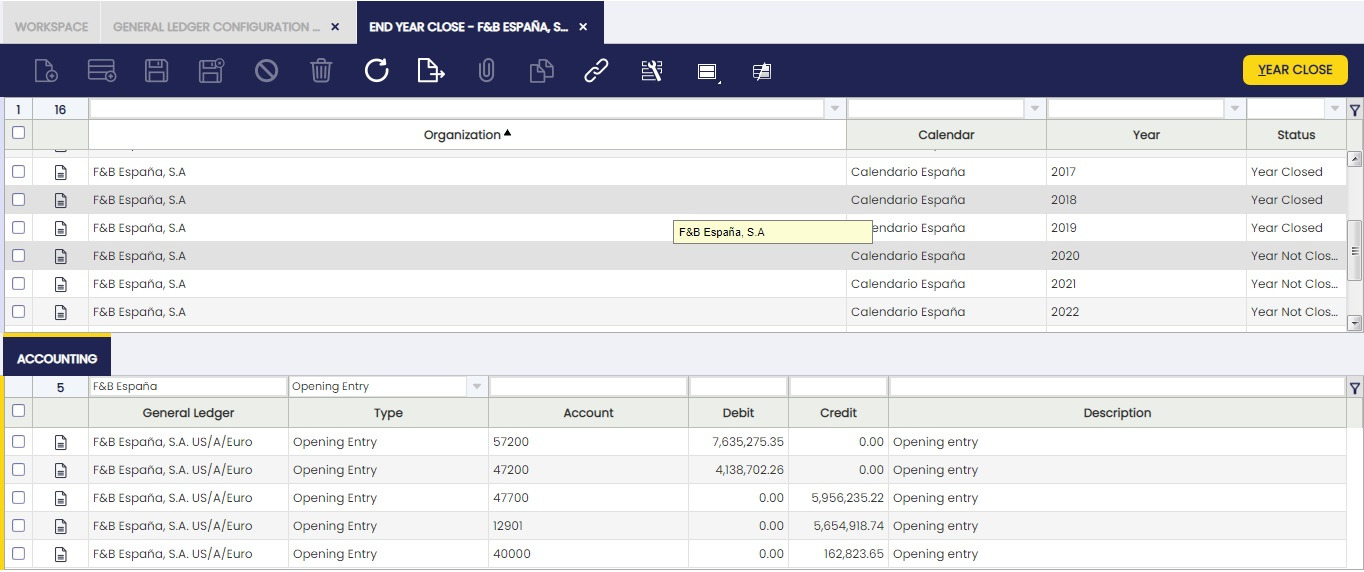 WORKSPACE GENERAL LEDGER CONFIGURATION ... × END YEAR CLOSE - F&B ESPAÑA, S... ×
YEAR CLOSE
1 16
Organization Calendar Year Status
F&B España, S.A Calendario España 2017 Year Closed
F&B España, S.A Calendario España 2018 Year Closed
F&B España, S.A endario España 2019 Year Closed
F&B España, S.A
F&B España, S.A Calendario España 2020 Year Not Clos...
F&B España, S.A Calendario España 2021 Year Not Clos...
F&B España, S.A Calendario España 2022 Year Not Clos...
ACCOUNTING
5 F&B España Opening Entry
General Ledger Type Account Debit Credit Description
F&B España, S.A. US/A/Euro Opening Entry 57200 7,635,275.35 0.00 Opening entry
F&B España, S.A. US/A/Euro Opening Entry 47200 4,138,702.26 0.00 Opening entry
F&B España, S.A. US/A/Euro Opening Entry 47700 0.00 5,956,235.22 Opening entry
F&B España, S.A. US/A/Euro Opening Entry 12901 0.00 5,654,918.74 Opening entry
F&B España, S.A. US/A/Euro Opening Entry 40000 0.00 162,823.65 Opening entry